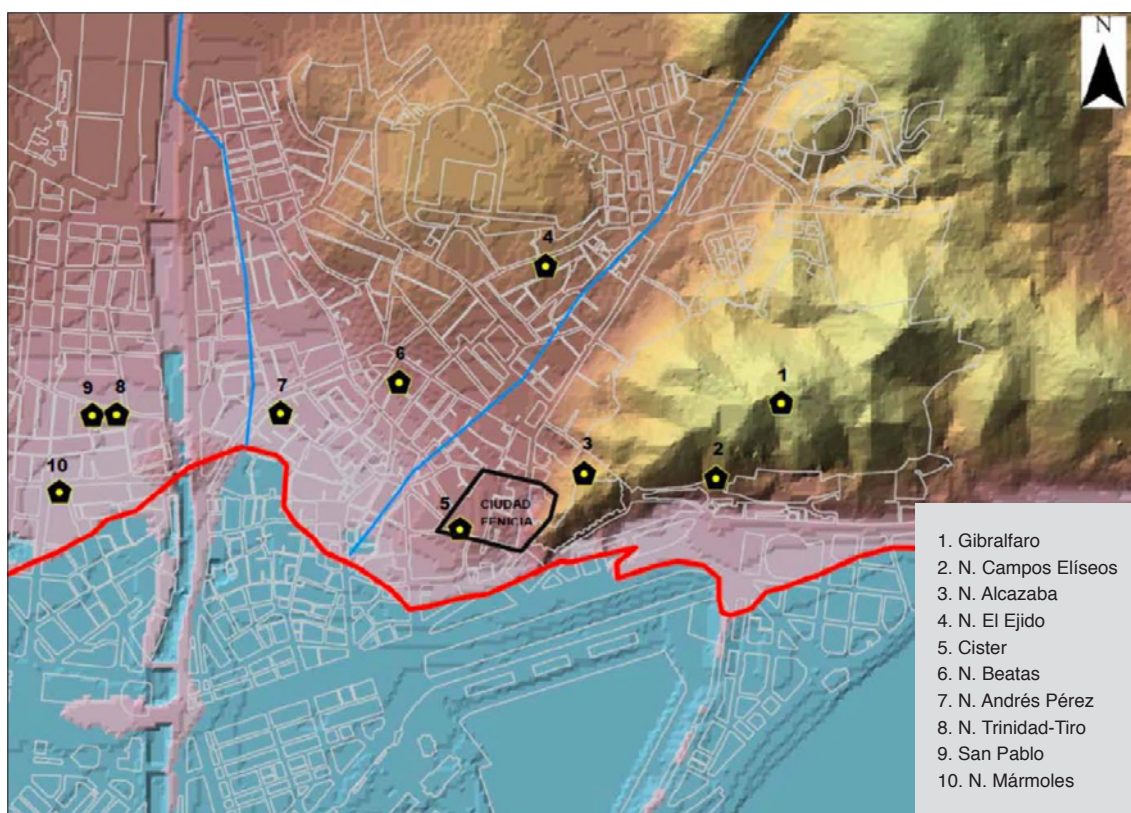 N
4
6
9
8
7
1
3
2
10
5
CIUDAD
FENICIA
1. Gibralfaro
2. N. Campos Elíseos
3. N. Alcazaba
4. N. El Ejido
5. Cister
6. N. Beatas
7. N. Andrés Pérez
8. N. Trinidad-Tiro
9. San Pablo
10. N. Mármoles